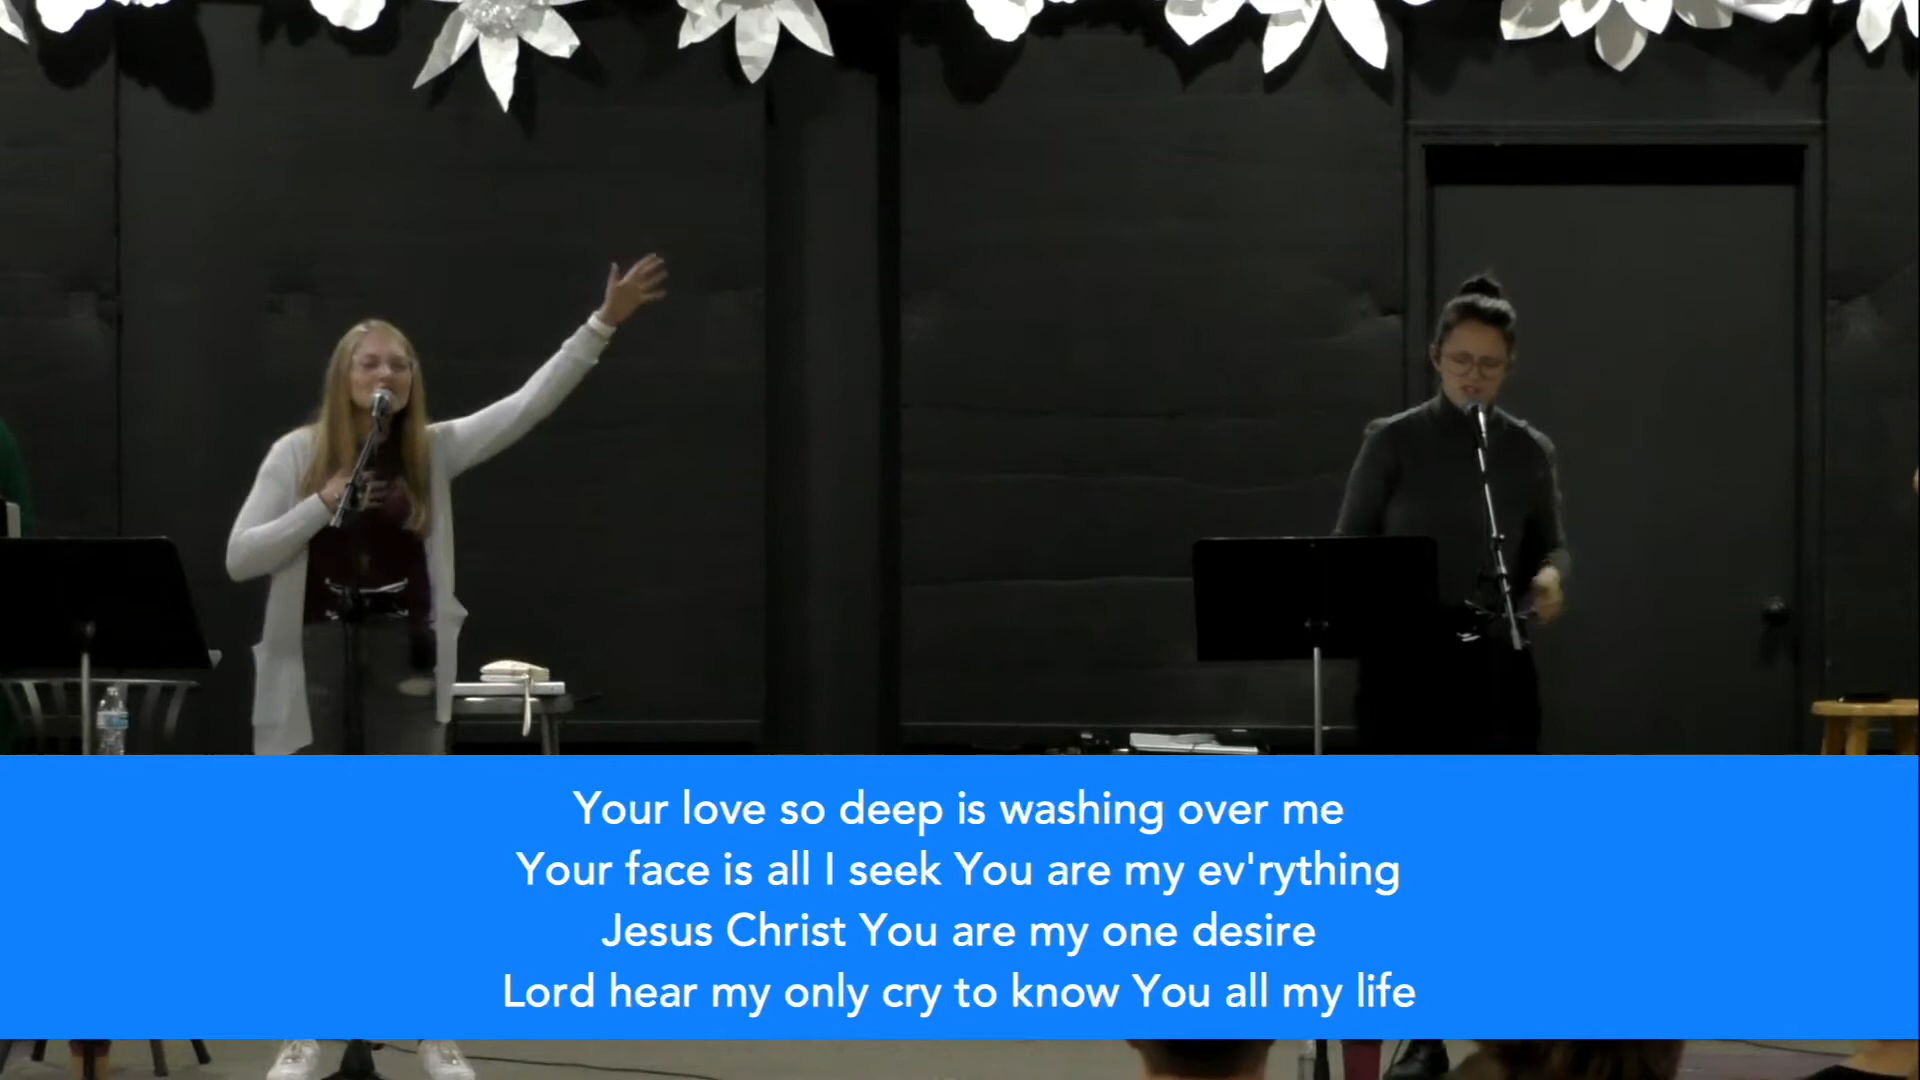 Your love so deep is washing over me
Your face is all I seek You are my ev'rything
Jesus Christ You are my one desire
Lord hear my only cry to know You all my life